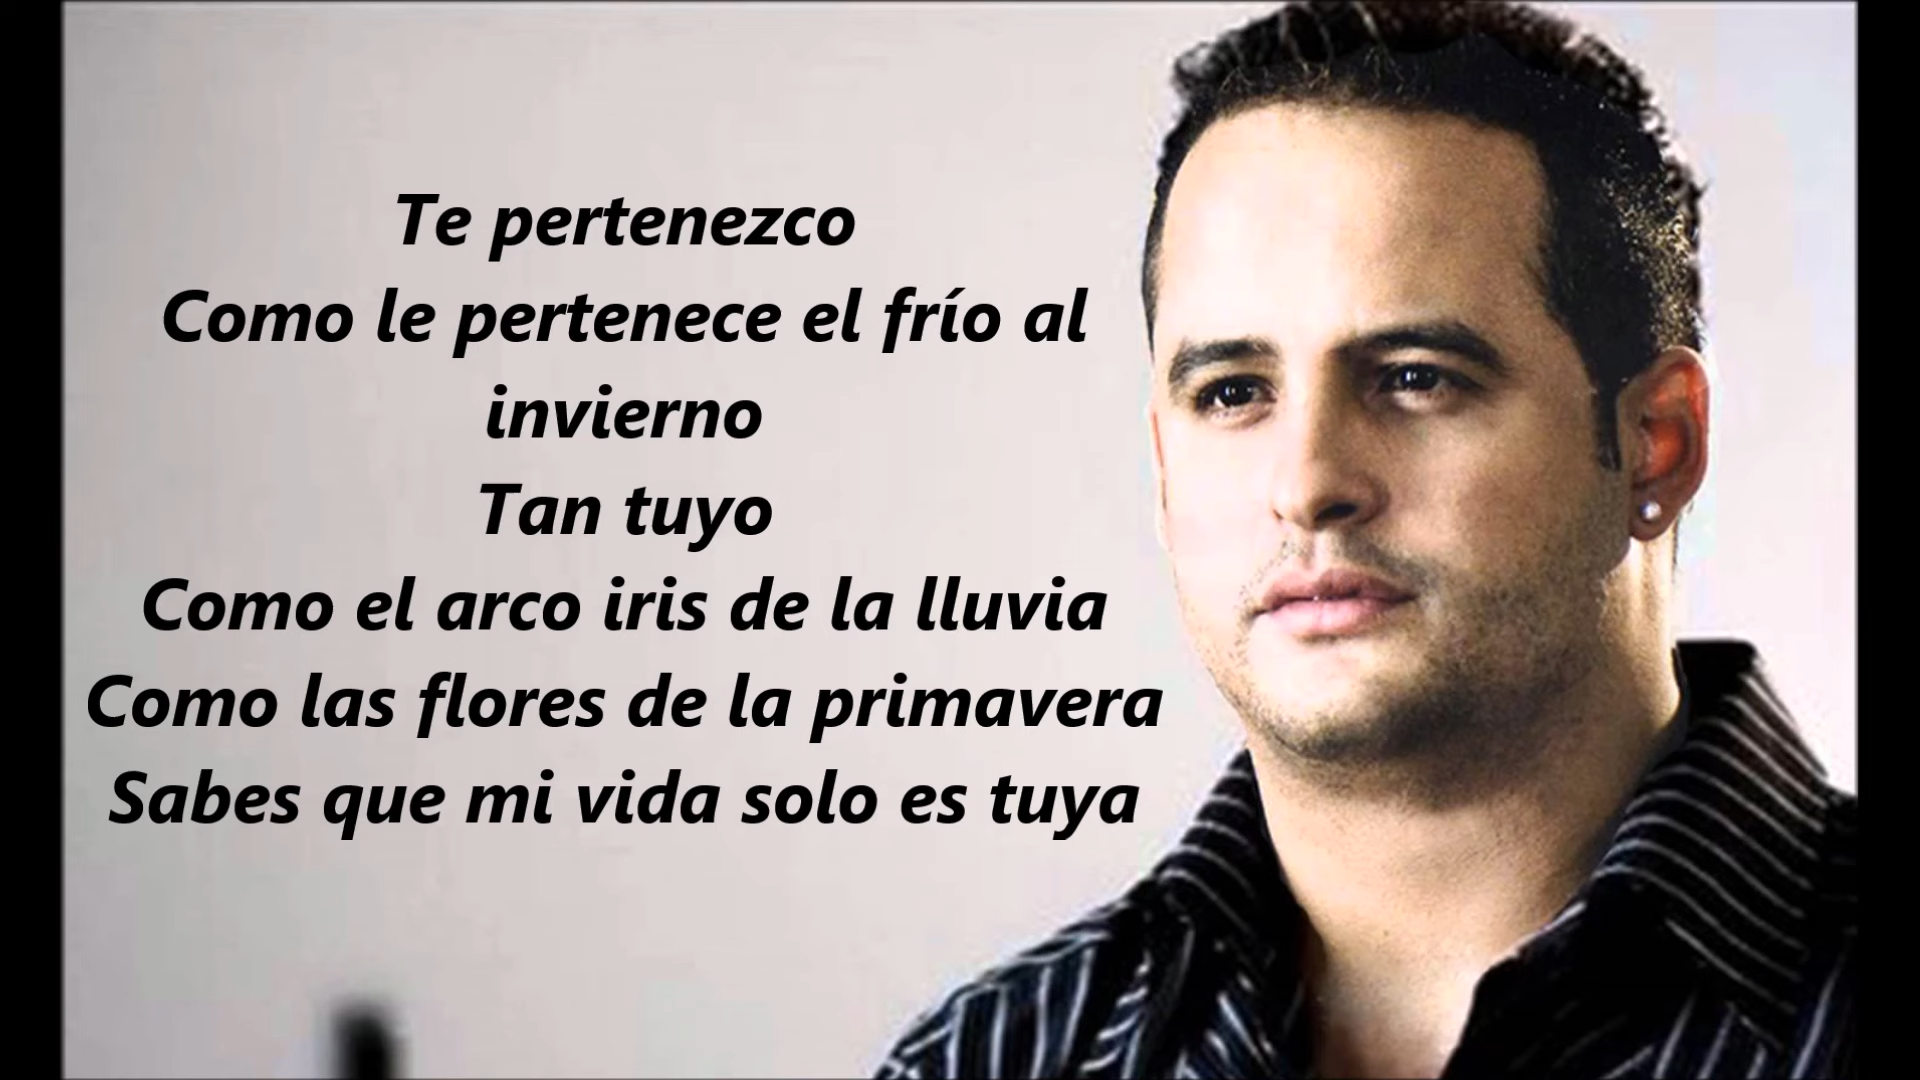 Te pertenezco
Como le pertenece el frío al
invierno
Tan tuyo
Como el arco iris de la lluvia
Como las flores de la primavera
Sabes que mi vida solo es tuya